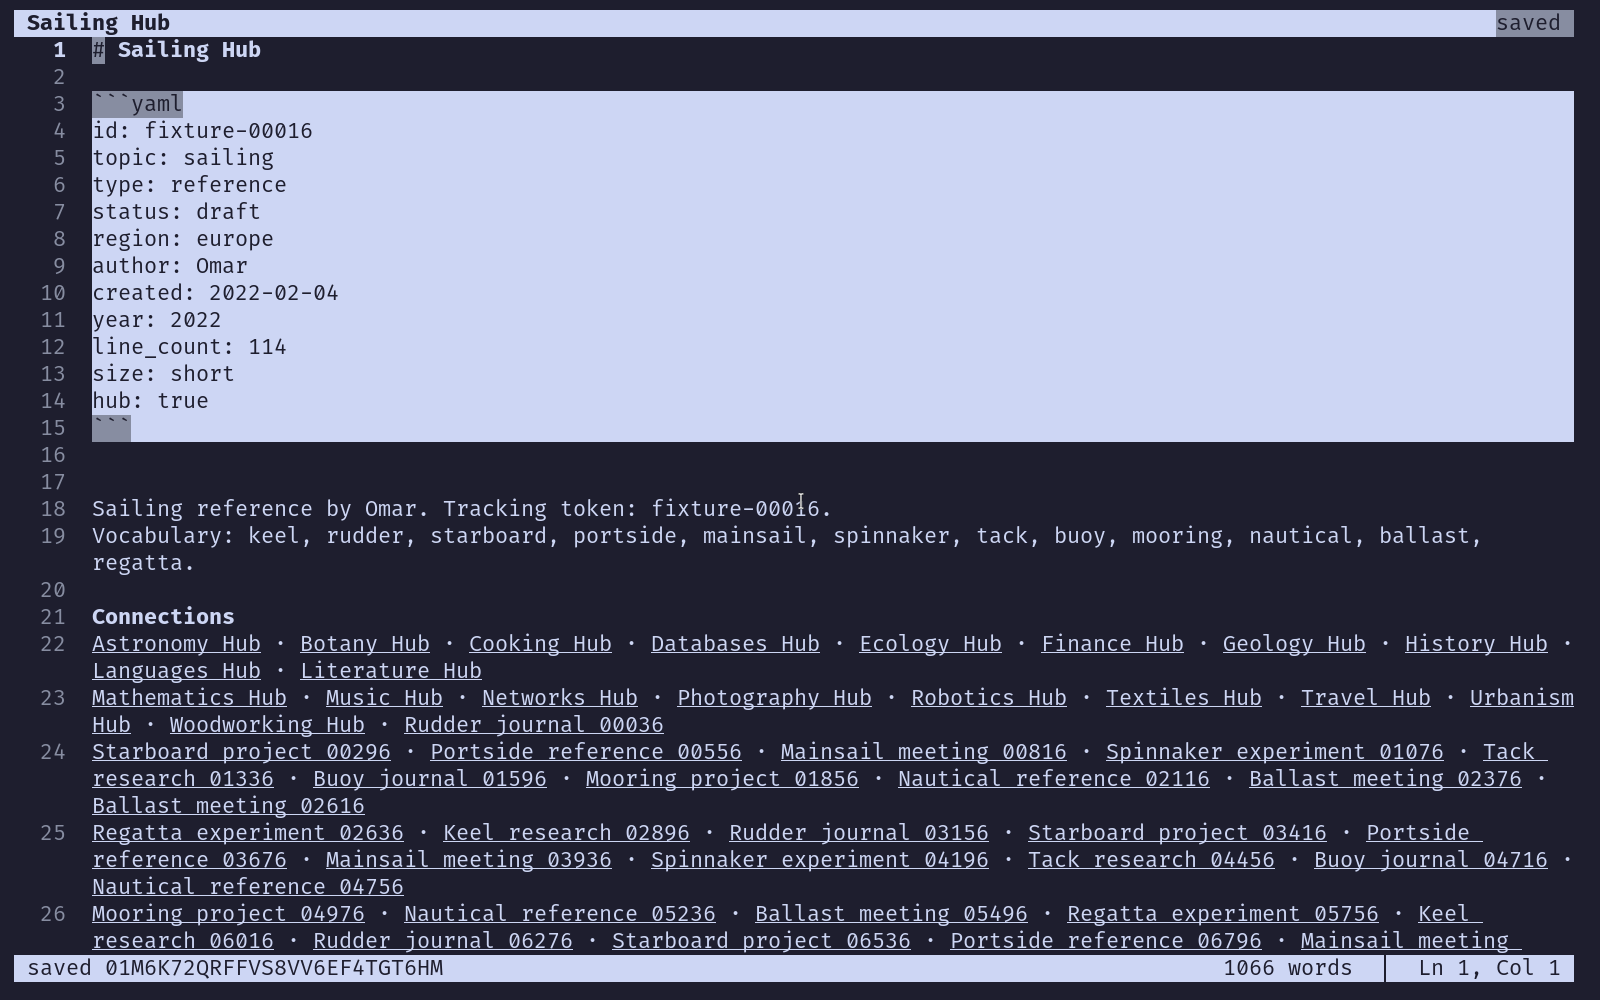 Sailing Hub saved
1 # Sailing Hub
2
3 ```yaml
4 id: fixture-00016
5 topic: sailing
6 type: reference
7 status: draft
8 region: europe
9 author: Omar
10 created: 2022-02-04
11 year: 2022
12 line_count: 114
13 size: short
14 hub: true
15 ```
16
17
18 Sailing reference by Omar. Tracking token: fixture-00016.
19 Vocabulary: keel, rudder, starboard, portside, mainsail, spinnaker, tack, buoy, mooring, nautical, ballast,
regatta.
20
21 Connections
22 Astronomy Hub · Botany Hub · Cooking Hub · Databases Hub · Ecology Hub · Finance Hub · Geology Hub · History Hub ·
Languages Hub · Literature Hub
23 Mathematics Hub · Music Hub · Networks Hub · Photography Hub · Robotics Hub · Textiles Hub · Travel Hub · Urbanism
Hub · Woodworking Hub · Rudder journal 00036
24 Starboard project 00296 · Portside reference 00556 · Mainsail meeting 00816 · Spinnaker experiment 01076 · Tack
research 01336 · Buoy journal 01596 · Mooring project 01856 · Nautical reference 02116 · Ballast meeting 02376 ·
Ballast meeting 02616
25 Regatta experiment 02636 · Keel research 02896 · Rudder journal 03156 · Starboard project 03416 · Portside
reference 03676 · Mainsail meeting 03936 · Spinnaker experiment 04196 · Tack research 04456 · Buoy journal 04716 ·
Nautical reference 04756
26 Mooring project 04976 · Nautical reference 05236 · Ballast meeting 05496 · Regatta experiment 05756 · Keel
research 06016 · Rudder journal 06276 · Starboard project 06536 · Portside reference 06796 · Mainsail meeting
saved 01M6K72QRFFVS8VV6EF4TGT6HM 1066 words Ln 1, Col 1